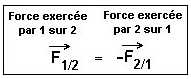 Force exercée par 1 sur 2
Force exercée par 2 sur 1
F₁/₂ = -F₂/₁